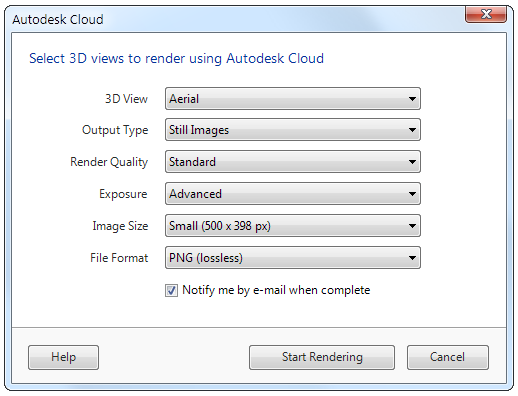 Autodesk Cloud
Select 3D views to render using Autodesk Cloud
3D View Aerial
Output Type Still Images
Render Quality Standard
Exposure Advanced
Image Size Small (500 x 398 px)
File Format PNG (lossless)
Notify me by e-mail when complete
Help Start Rendering Cancel